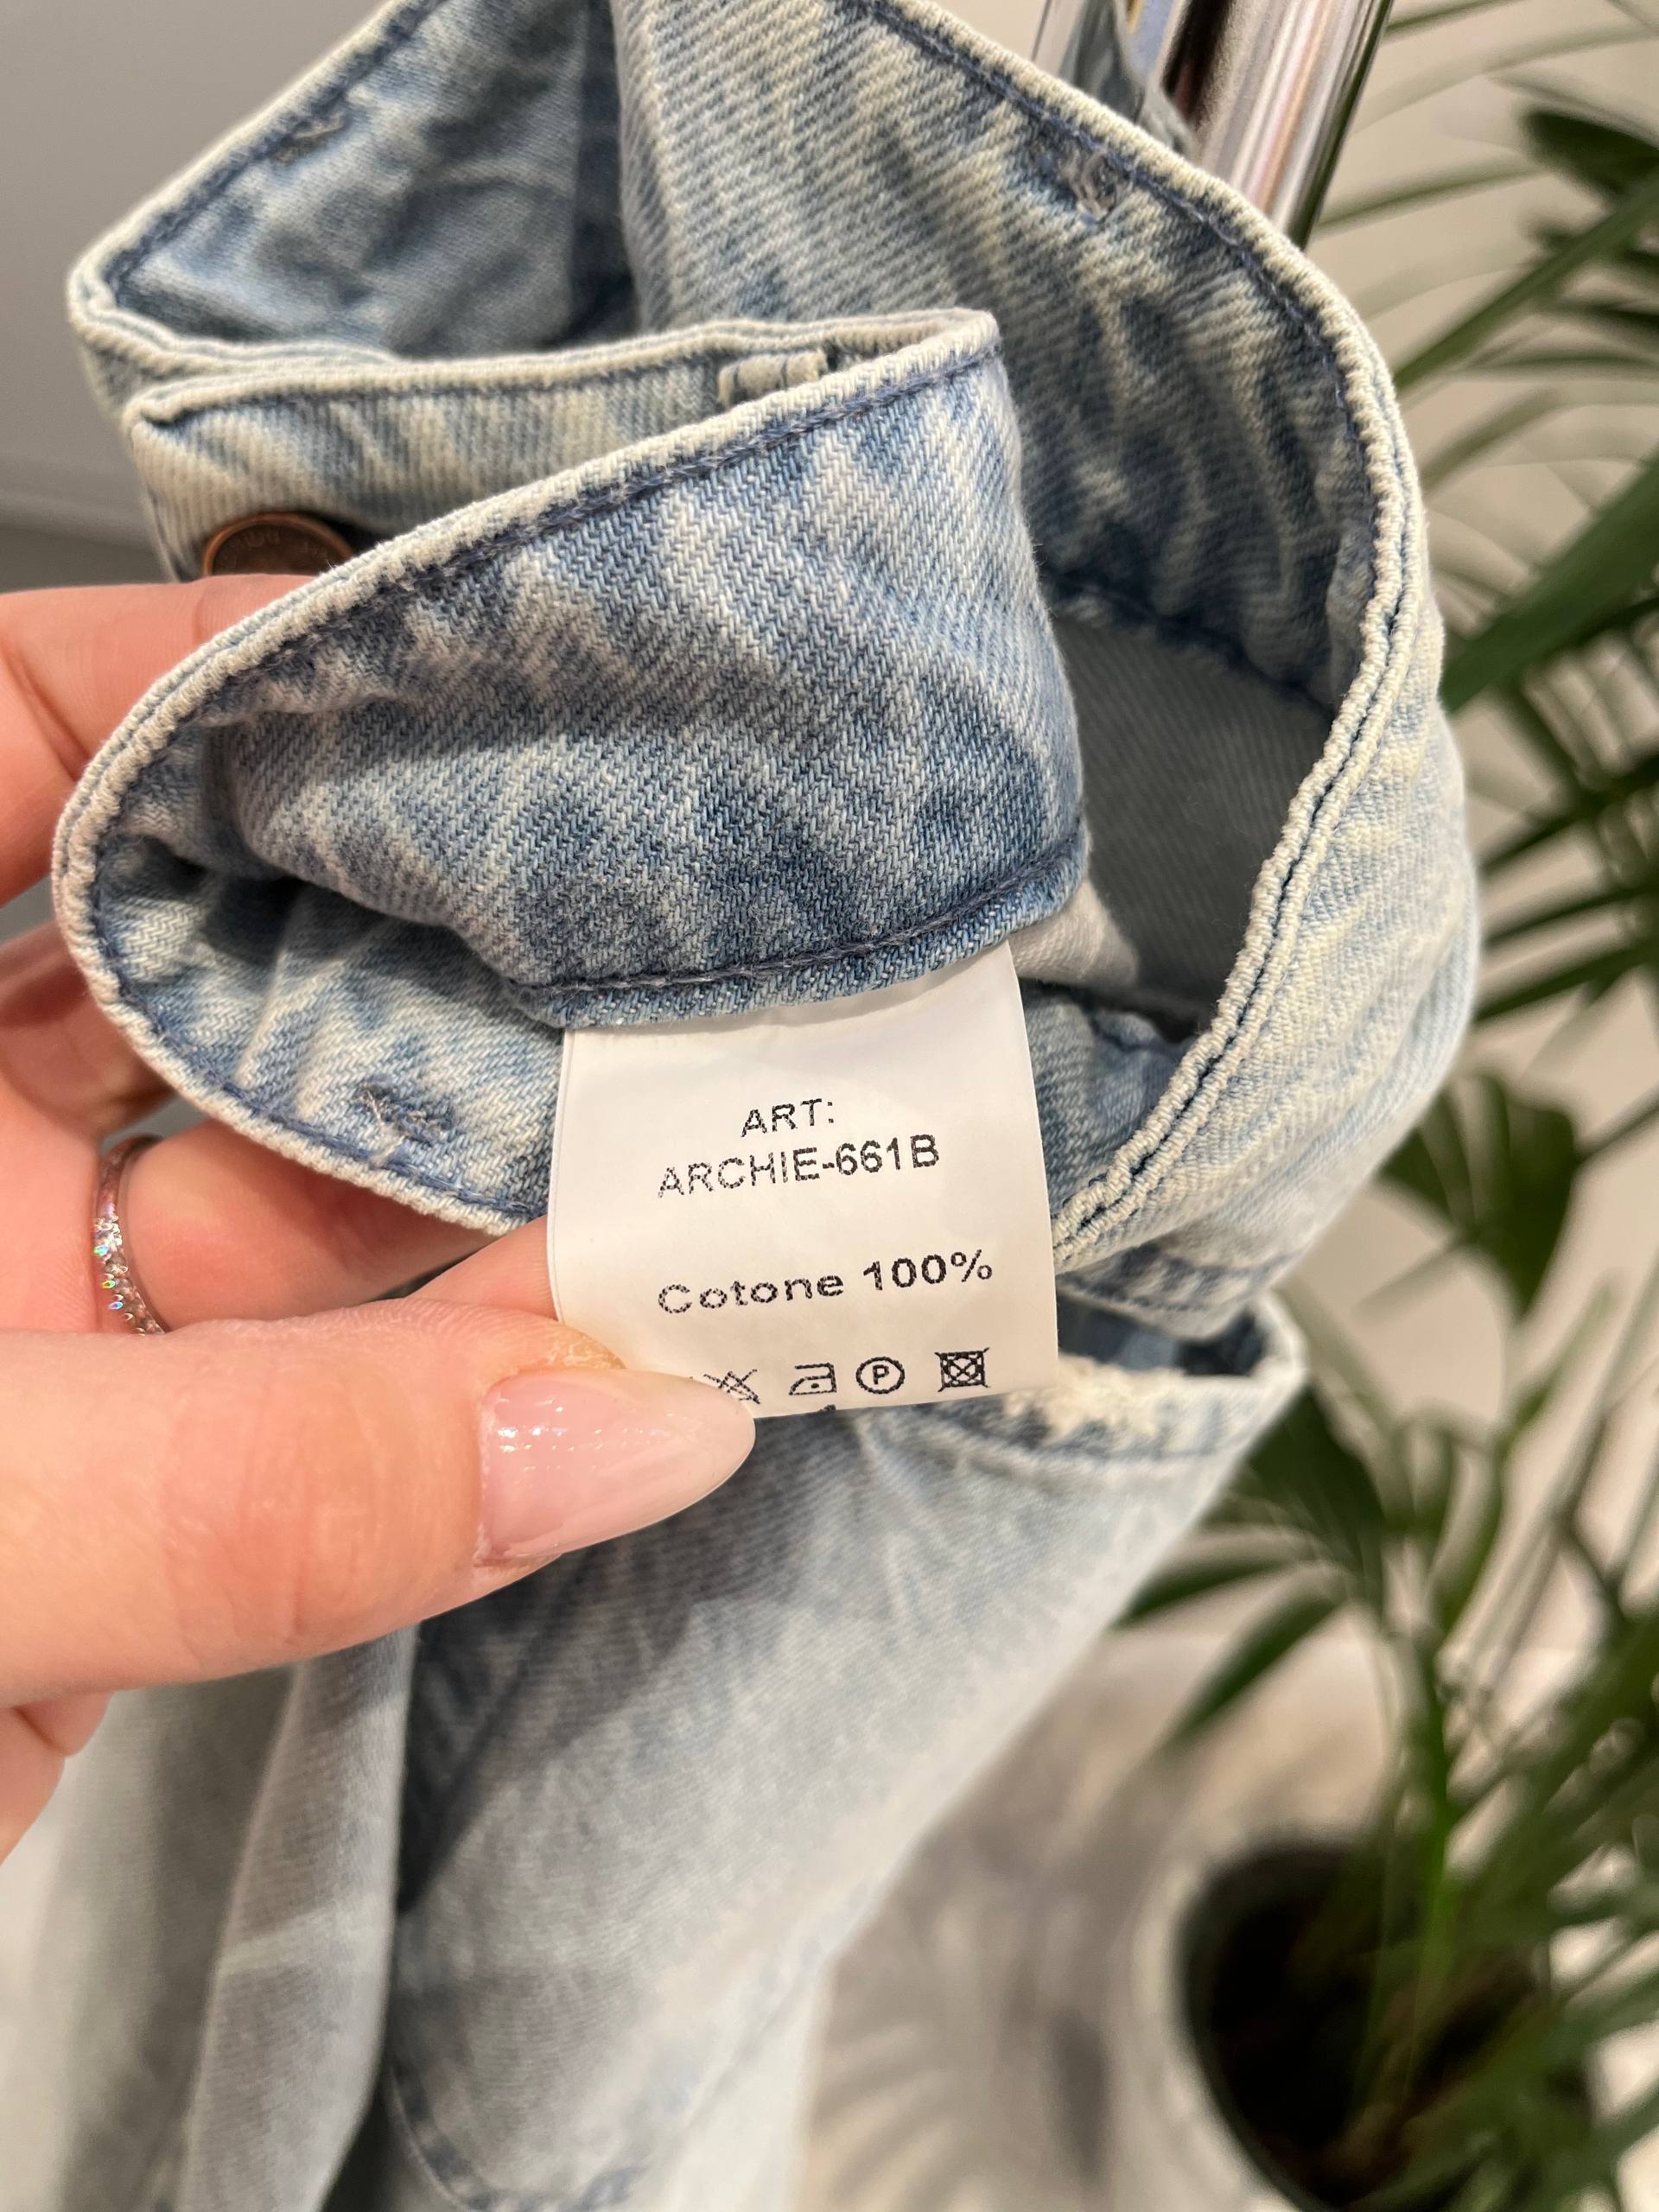 ART:
ARCHIE-661B
Cotone 100%
P